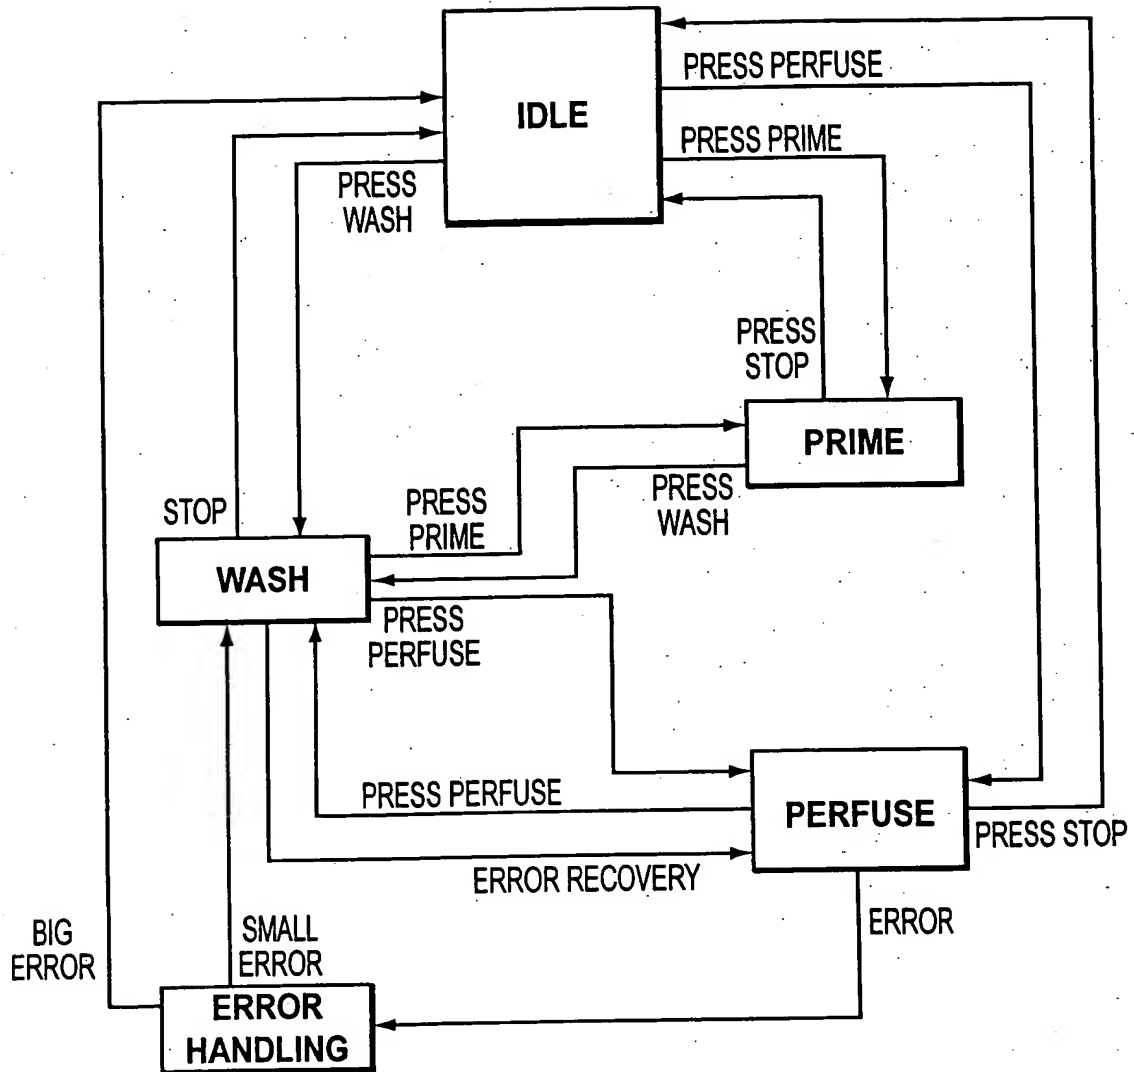 IDLE
PRESS PERFUSE
PRESS PRIME
PRESS
WASH
PRESS
STOP
PRIME
STOP
PRESS
PRIME
PRESS
WASH
WASH
PRESS
PERFUSE
PRESS PERFUSE
PERFUSE
PRESS STOP
ERROR RECOVERY
ERROR
BIG
ERROR
SMALL
ERROR
ERROR
HANDLING